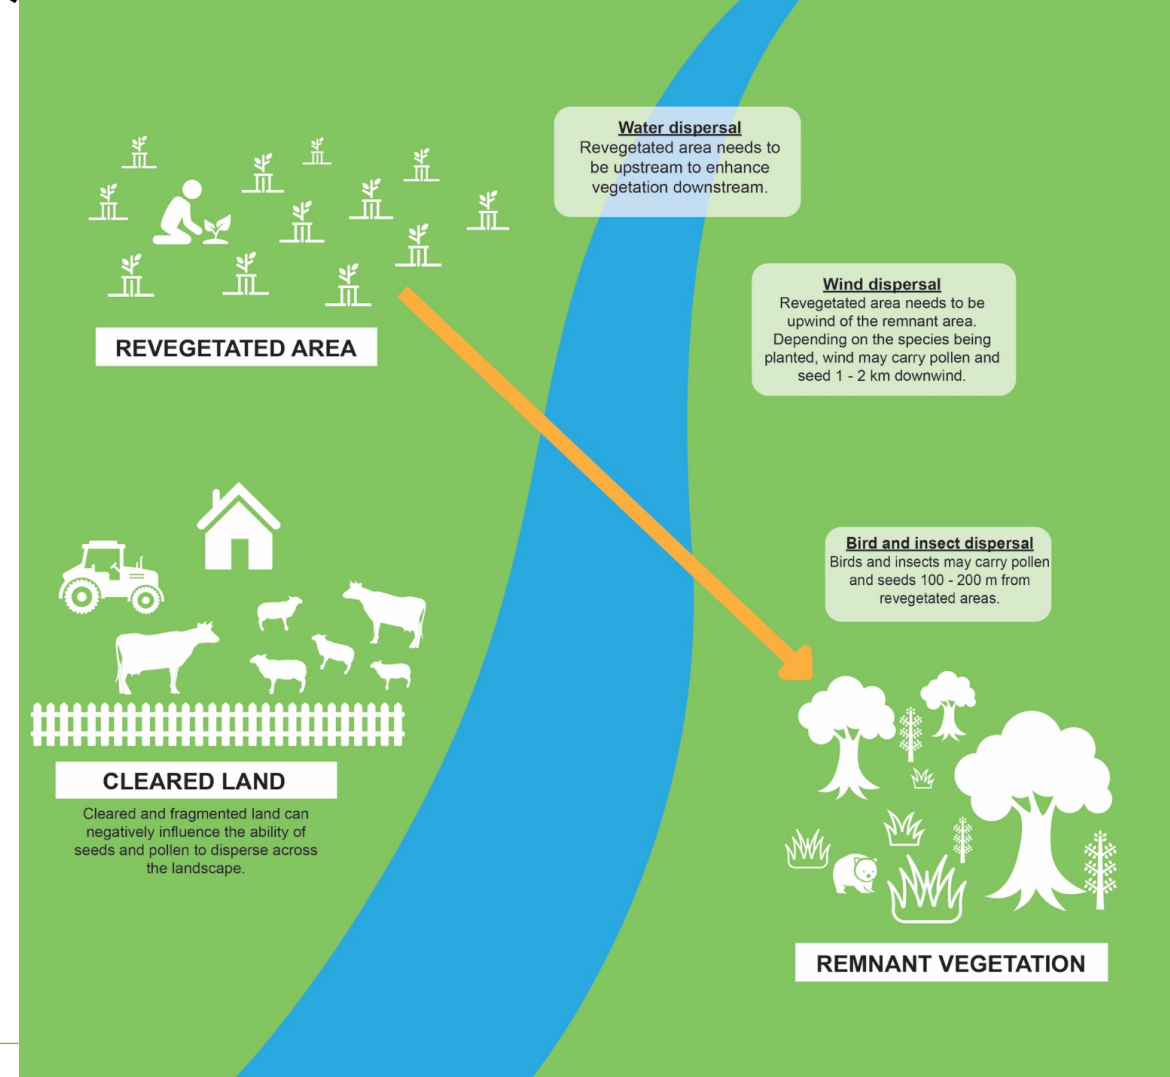 Water dispersal
Revegetated area needs to
be upstream to enhance
vegetation downstream.
Wind dispersal
Revegetated area needs to be
upwind of the remnant area.
Depending on the species being
planted, wind may carry pollen and
seed 1 - 2 km downwind.
REVEGETATED AREA
Bird and insect dispersal
Birds and insects may carry pollen
and seeds 100 - 200 m from
revegetated areas.
CLEARED LAND
Cleared and fragmented land can
negatively influence the ability of
seeds and pollen to disperse across
the landscape.
REMNANT VEGETATION